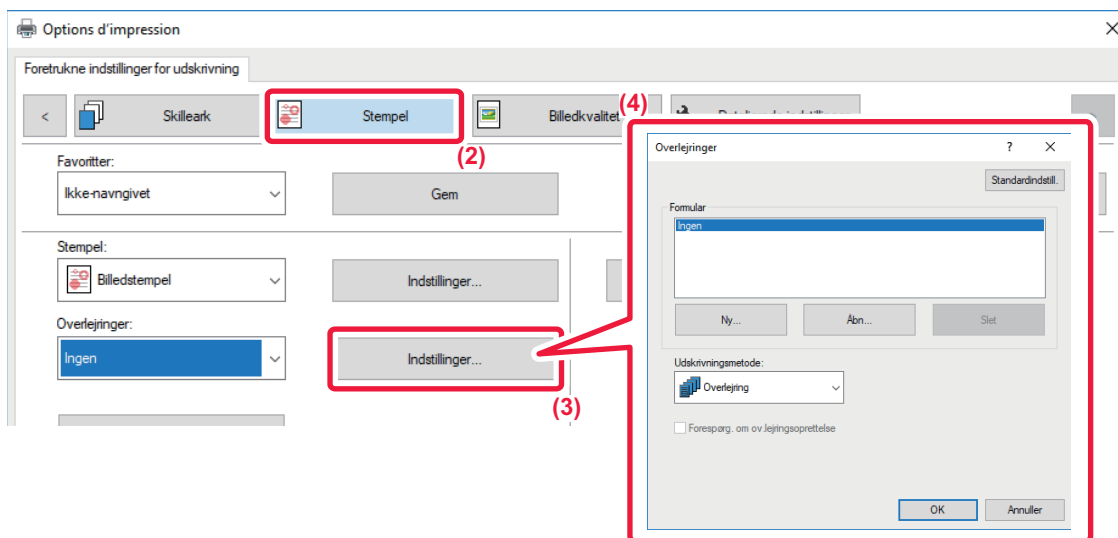 Options d'impression
Foretrukne indstillinger for udskrivning
< Skilleark Stempel Billedkvalitet
(4)
(2)
Favoritter:
Ikke-navngivet Gem
Stempel:
Billedstempel Indstillinger...
Overlejringer:
Ingen Indstillinger...
(3)
Overlejringer ?
Standardindstill.
Formular
Ingen
Ny... Åbn... Slet
Udskrivningsmetode:
Overlejring
Forespørg. om ov.lejringsoprettelse
OK Annuller